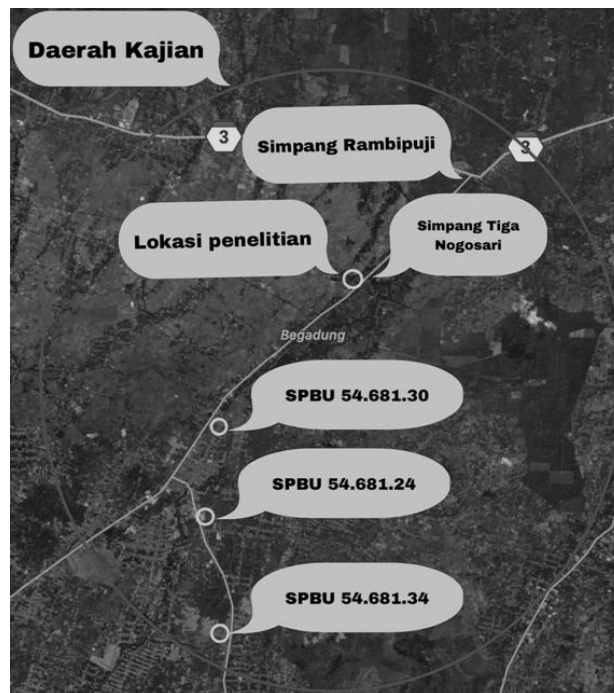 Daerah Kajian
3
Simpang Rambipuji
3
Lokasi penelitian
Simpang Tiga
Nogosari
Begadung
SPBU 54.681.30
SPBU 54.681.24
SPBU 54.681.34